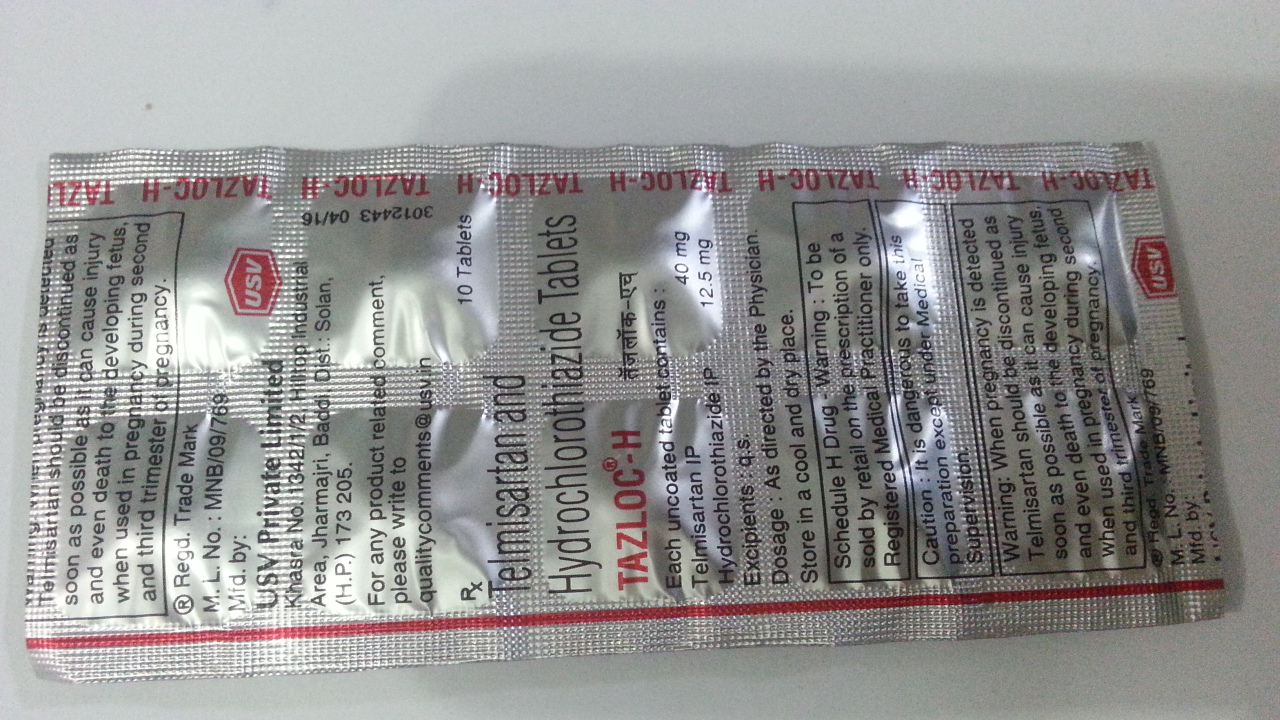 TAZLOC-H TAZLOC-H TAZLOC-H TAZLOC-H TAZLOC-H TAZLOC-H TAZLOC-H
Telmisartan should be discontinued as
soon as possible as it can cause injury
and even death to the developing fetus,
when used in pregnancy during second
and third trimester of pregnancy.
® Regd. Trade Mark
M. L. No. : MNB/09/769
Mfd. by:
USV
USV Private Limited
Khasra No.1342/1/2, Hilltop Industrial
Area, Jharmajri, Baddi Dist.: Solan,
(H.P.) 173 205.
3012443 04/16
For any product related comment,
please write to
qualitycomments@usv.in
Rx
10 Tablets
Telmisartan and
Hydrochlorothiazide Tablets
TAZLOC®-H तॅज़लॉक-एच
Each uncoated tablet contains :
Telmisartan IP 40 mg
Hydrochlorothiazide IP 12.5 mg
Excipients q.s.
Dosage : As directed by the Physician.
Store in a cool and dry place.
Schedule H Drug - Warning : To be
sold by retail on the prescription of a
Registered Medical Practitioner only.
Caution : It is dangerous to take this
preparation except under Medical
Supervision.
Warning: When pregnancy is detected
Telmisartan should be discontinued as
soon as possible as it can cause injury
and even death to the developing fetus,
when used in pregnancy during second
and third trimester of pregnancy.
® Regd. Trade Mark
M. L. No. : MNB/09/769
Mfd. by:
USV